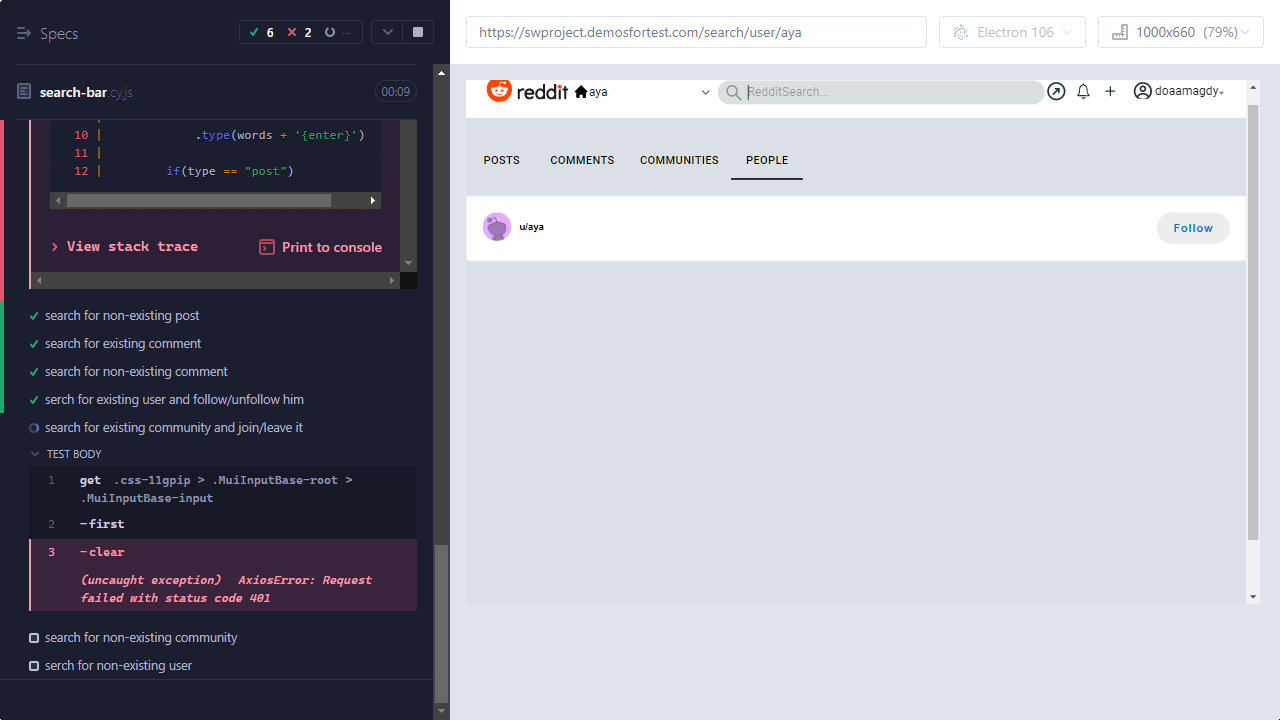 Specs
6
2
--
search-bar.cy.js
00:09
10 | .type(words + '{enter}')
11 |
12 | if(type == "post")
View stack trace
Print to console
search for non-existing post
search for existing comment
search for non-existing comment
serch for existing user and follow/unfollow him
search for existing community and join/leave it
TEST BODY
1 get .css-11gpip > .MuiInputBase-root >
.MuiInputBase-input
2 -first
3 -clear
(uncaught exception) AxiosError: Request
failed with status code 401
search for non-existing community
serch for non-existing user
https://swproject.demosfortest.com/search/user/aya
Electron 106
1000x660 (79%)
reddit
aya
RedditSearch...
doaamagdy
POSTS
COMMENTS
COMMUNITIES
PEOPLE
u/aya
Follow